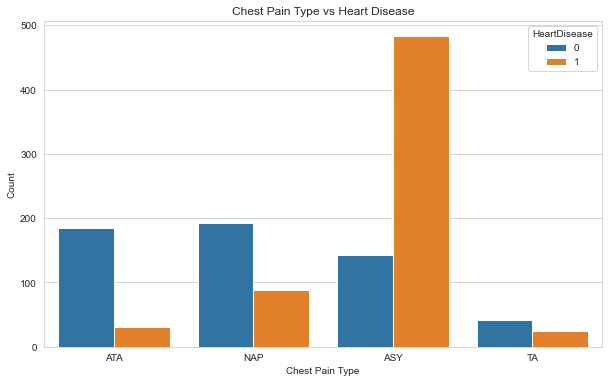 Chest Pain Type vs Heart Disease
HeartDisease
0
1
500
400
300
200
100
0
Count
ATA NAP ASY TA
Chest Pain Type